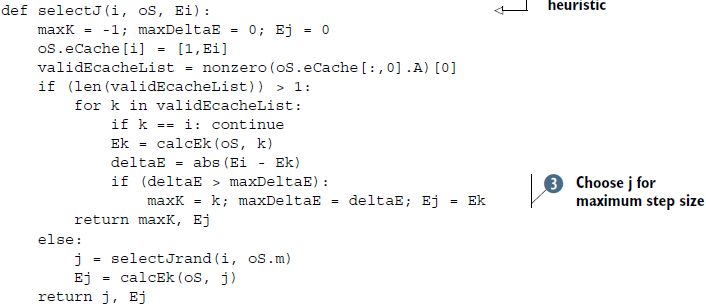 heuristic
def selectJ(i, oS, Ei):
    maxK = -1; maxDeltaE = 0; Ej = 0
    oS.eCache[i] = [1,Ei]
    validEcacheList = nonzero(oS.eCache[:,0].A)[0]
    if (len(validEcacheList)) > 1:
        for k in validEcacheList:
            if k == i: continue
            Ek = calcEk(oS, k)
            deltaE = abs(Ei - Ek)
            if (deltaE > maxDeltaE):
                maxK = k; maxDeltaE = deltaE; Ej = Ek
        return maxK, Ej
    else:
        j = selectJrand(i, oS.m)
        Ej = calcEk(oS, j)
    return j, Ej
3 Choose j for
maximum step size